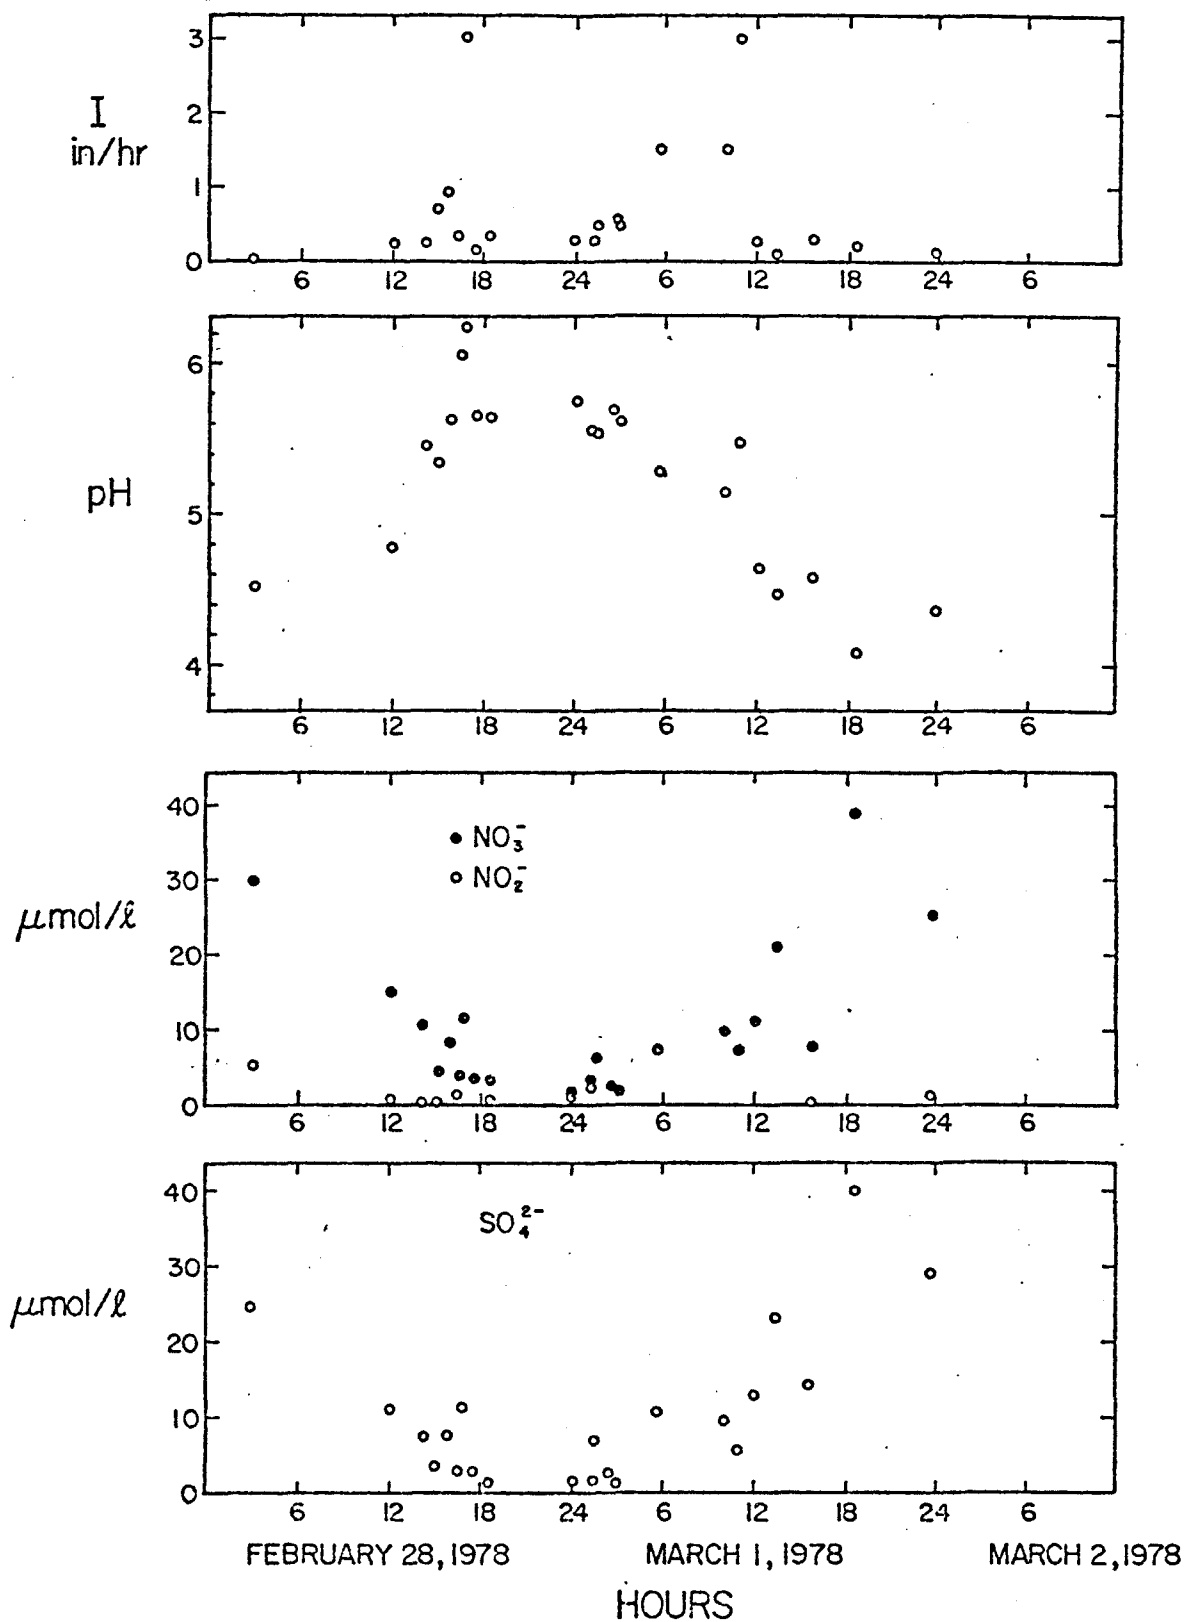 3
2
I
in/hr
1
0
6 12 18 24 6 12 18 24 6
6
pH
5
4
6 12 18 24 6 12 18 24 6
40
NO₃⁻
NO₂⁻
30
μmol/ℓ
20
10
0
6 12 18 24 6 12 18 24 6
40
SO₄²⁻
30
μmol/ℓ
20
10
0
6 12 18 24 6 12 18 24 6
FEBRUARY 28, 1978 MARCH 1, 1978 MARCH 2, 1978
HOURS